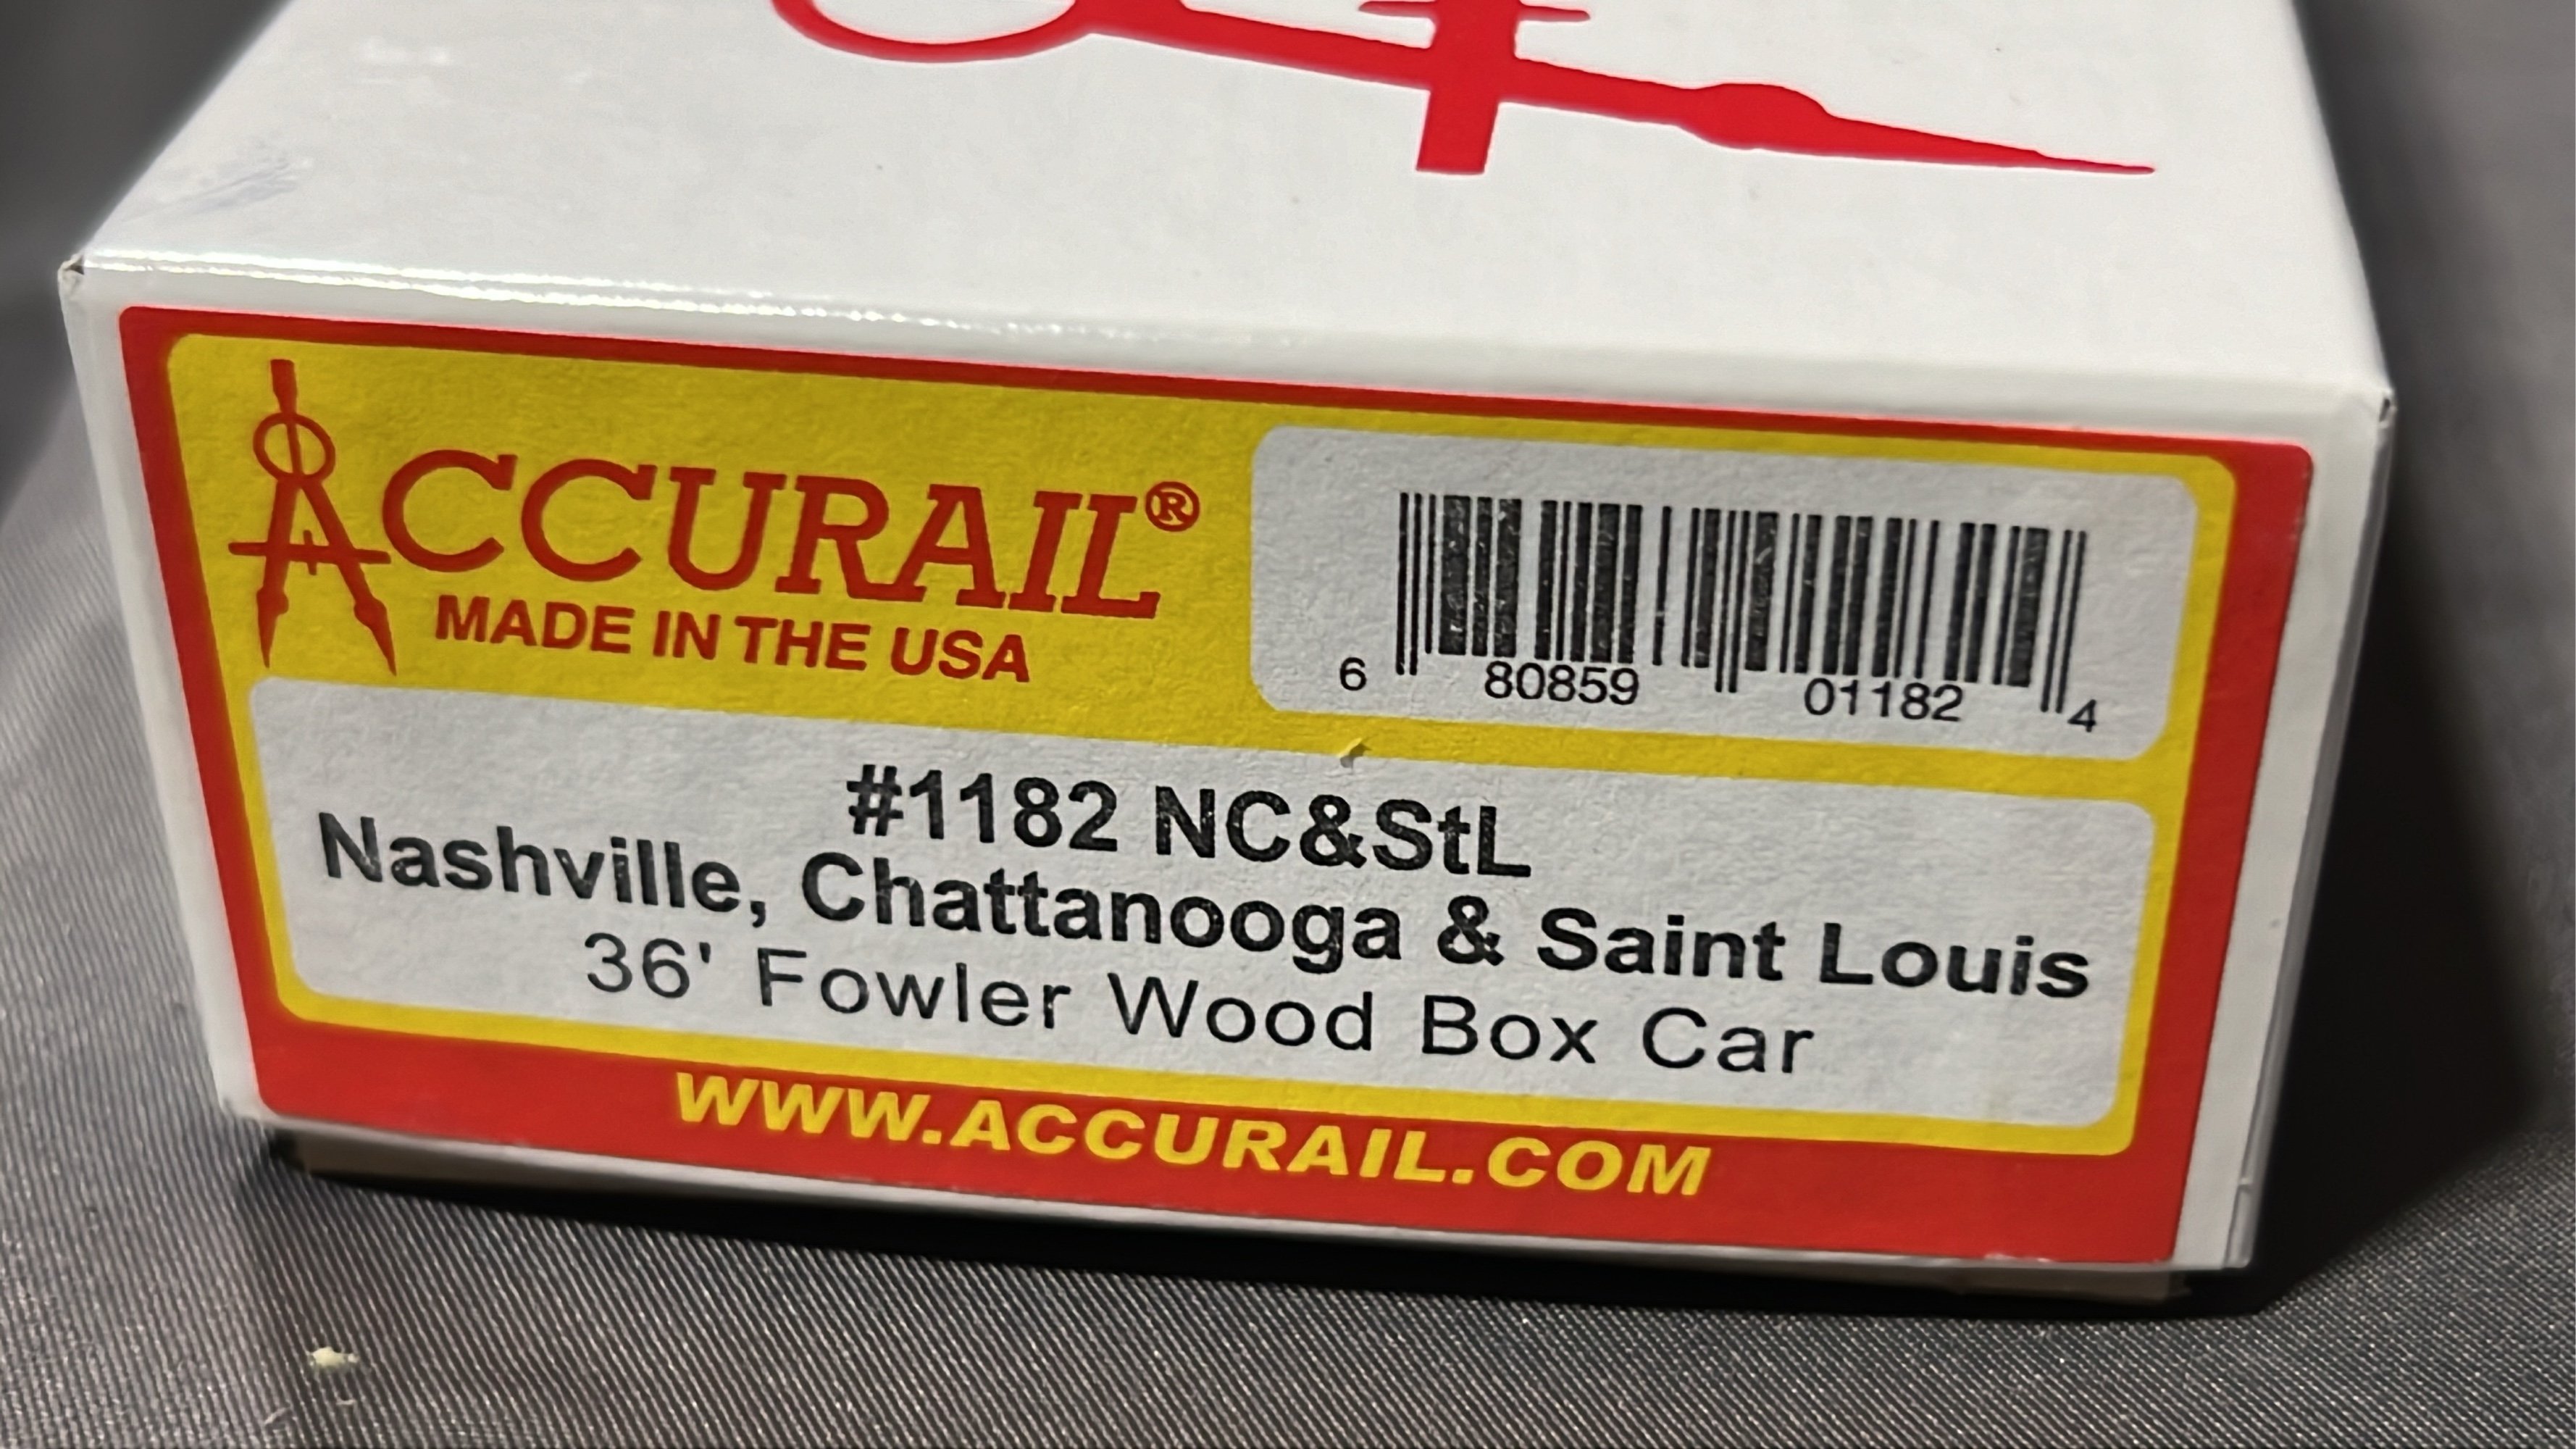 ACCURAIL®
MADE IN THE USA
6 80859 01182 4
#1182 NC&StL
Nashville, Chattanooga & Saint Louis
36' Fowler Wood Box Car
WWW.ACCURAIL.COM